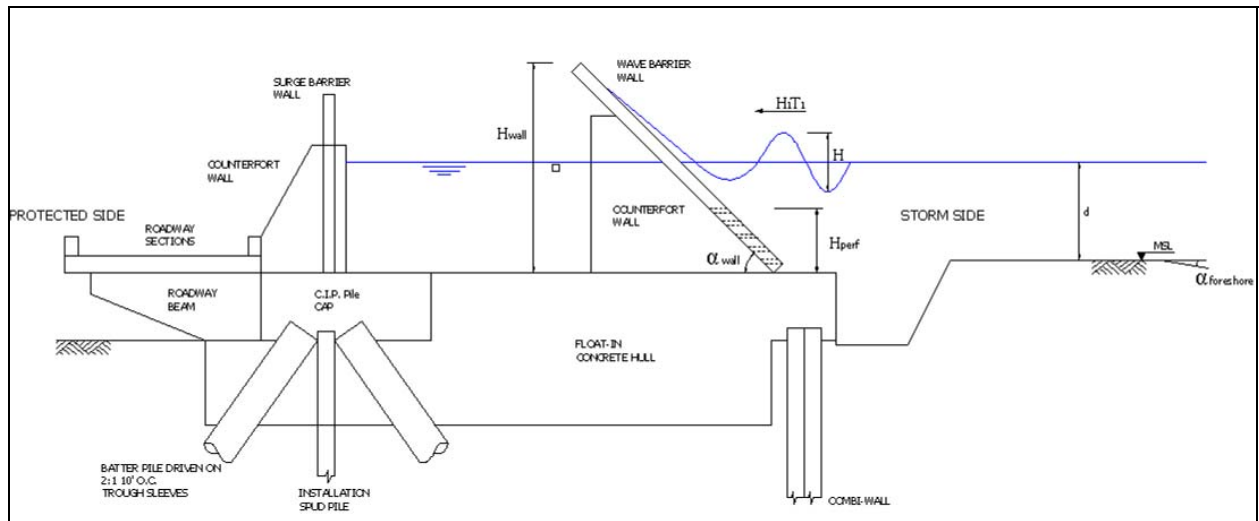 WAVE BARRIER
WALL
SURGE BARRIER
WALL
HiTi
Hwall
H
COUNTERFORT
WALL
PROTECTED SIDE
ROADWAY
SECTIONS
COUNTERFORT
WALL
STORM SIDE
d
Hperf
α wall
MSL
αforeshore
ROADWAY
BEAM
C.I.P. Pile
CAP
FLOAT-IN
CONCRETE HULL
BATTER PILE DRIVEN ON
2:1 10' O.C.
TROUGH SLEEVES
INSTALLATION
SPUD PILE
COMBI-WALL